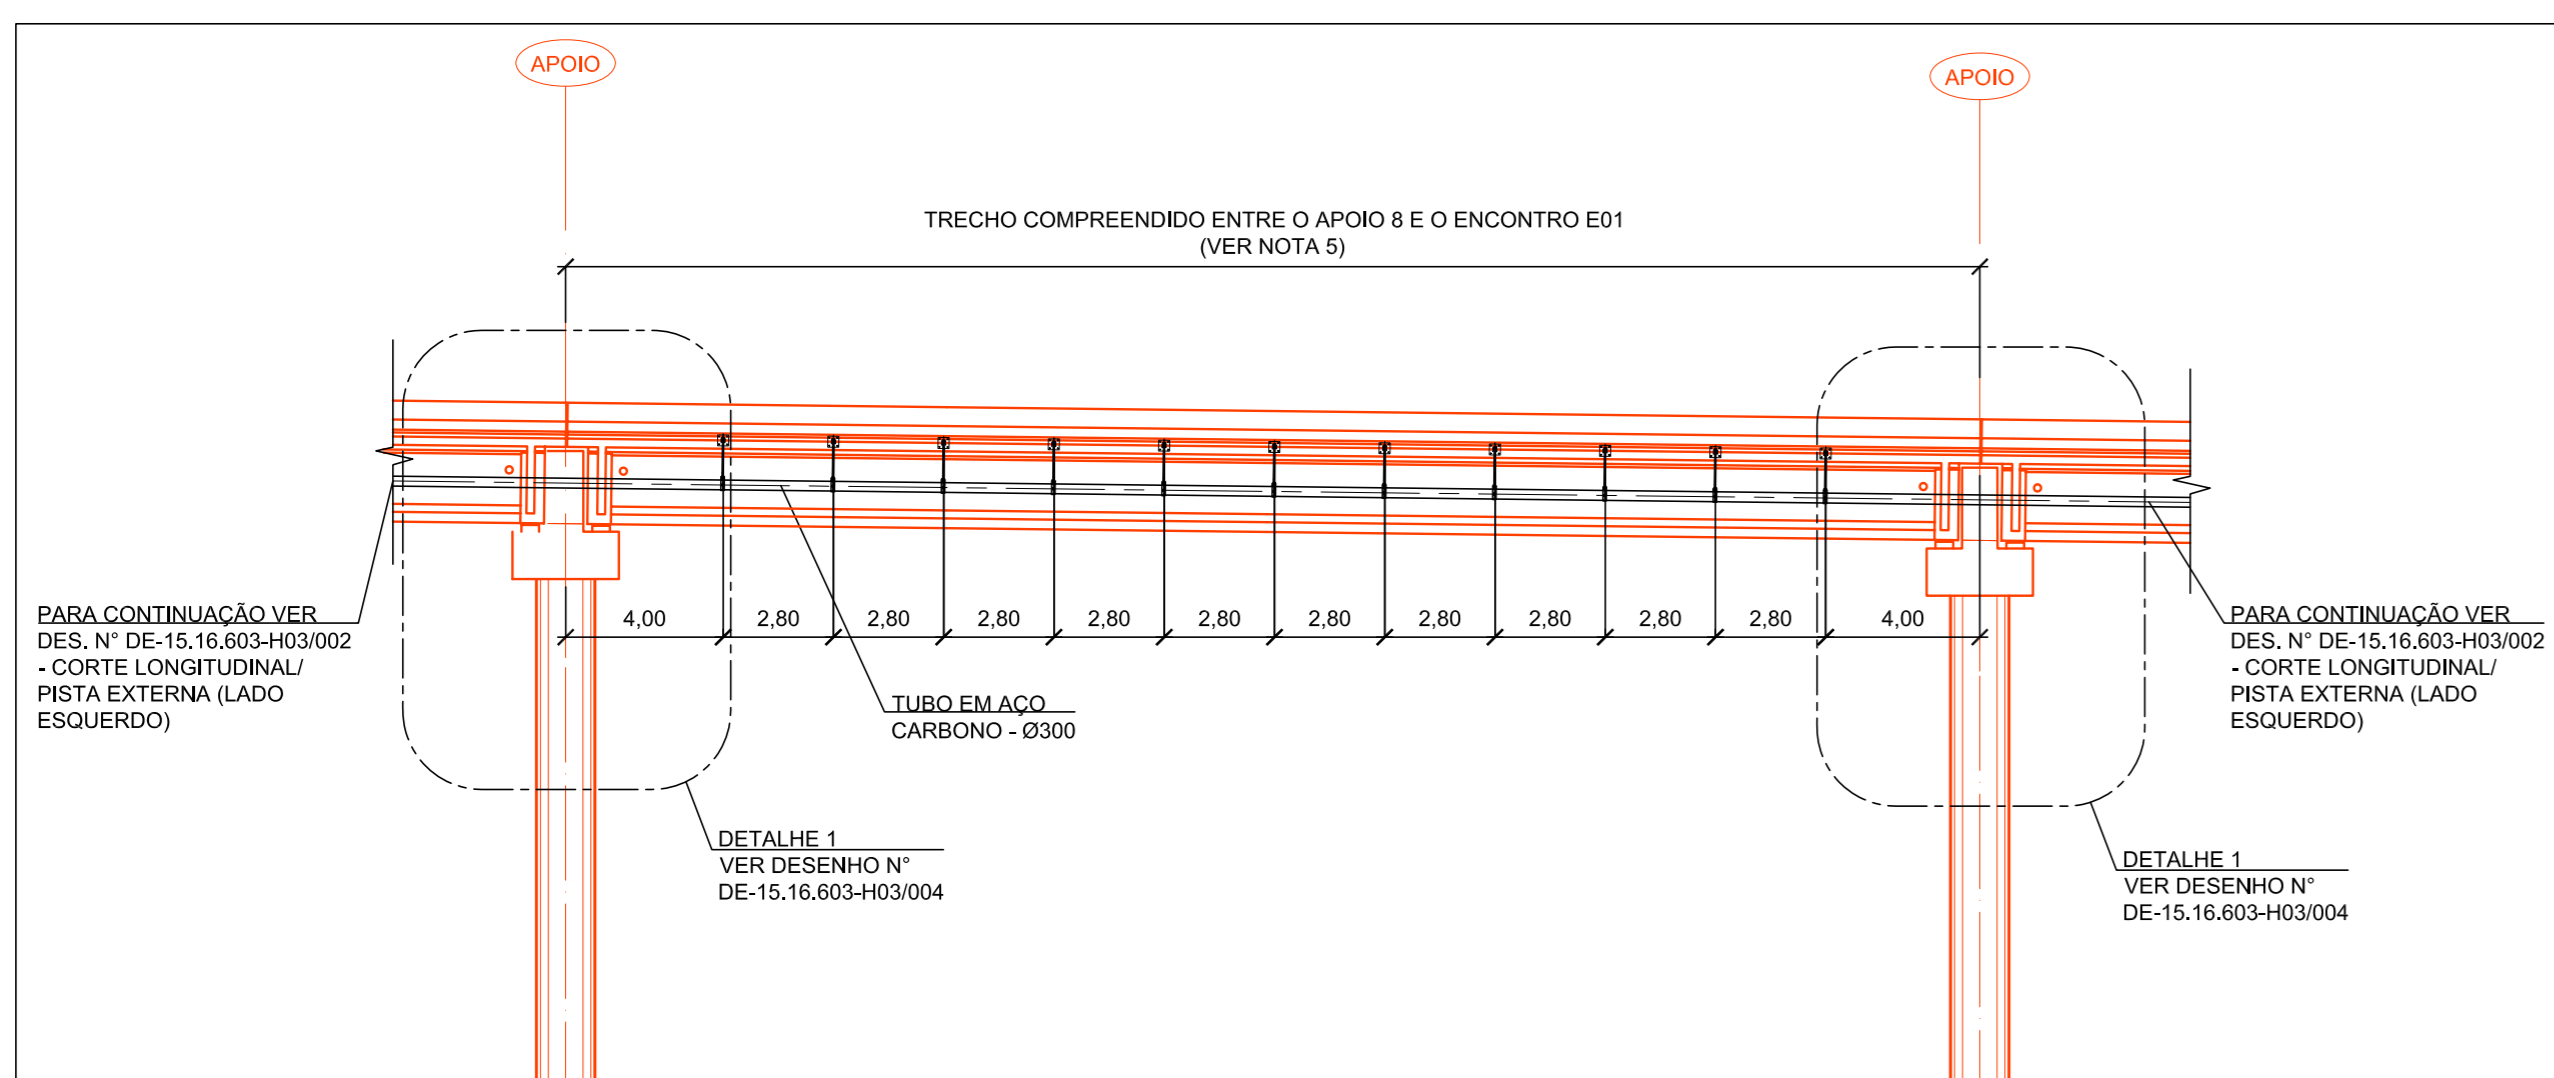 APOIO
APOIO
TRECHO COMPREENDIDO ENTRE O APOIO 8 E O ENCONTRO E01
(VER NOTA 5)
4,00
2,80
2,80
2,80
2,80
2,80
2,80
2,80
2,80
2,80
2,80
4,00
PARA CONTINUAÇÃO VER
DES. N° DE-15.16.603-H03/002
- CORTE LONGITUDINAL/
PISTA EXTERNA (LADO
ESQUERDO)
PARA CONTINUAÇÃO VER
DES. N° DE-15.16.603-H03/002
- CORTE LONGITUDINAL/
PISTA EXTERNA (LADO
ESQUERDO)
TUBO EM AÇO
CARBONO - Ø300
DETALHE 1
VER DESENHO N°
DE-15.16.603-H03/004
DETALHE 1
VER DESENHO N°
DE-15.16.603-H03/004